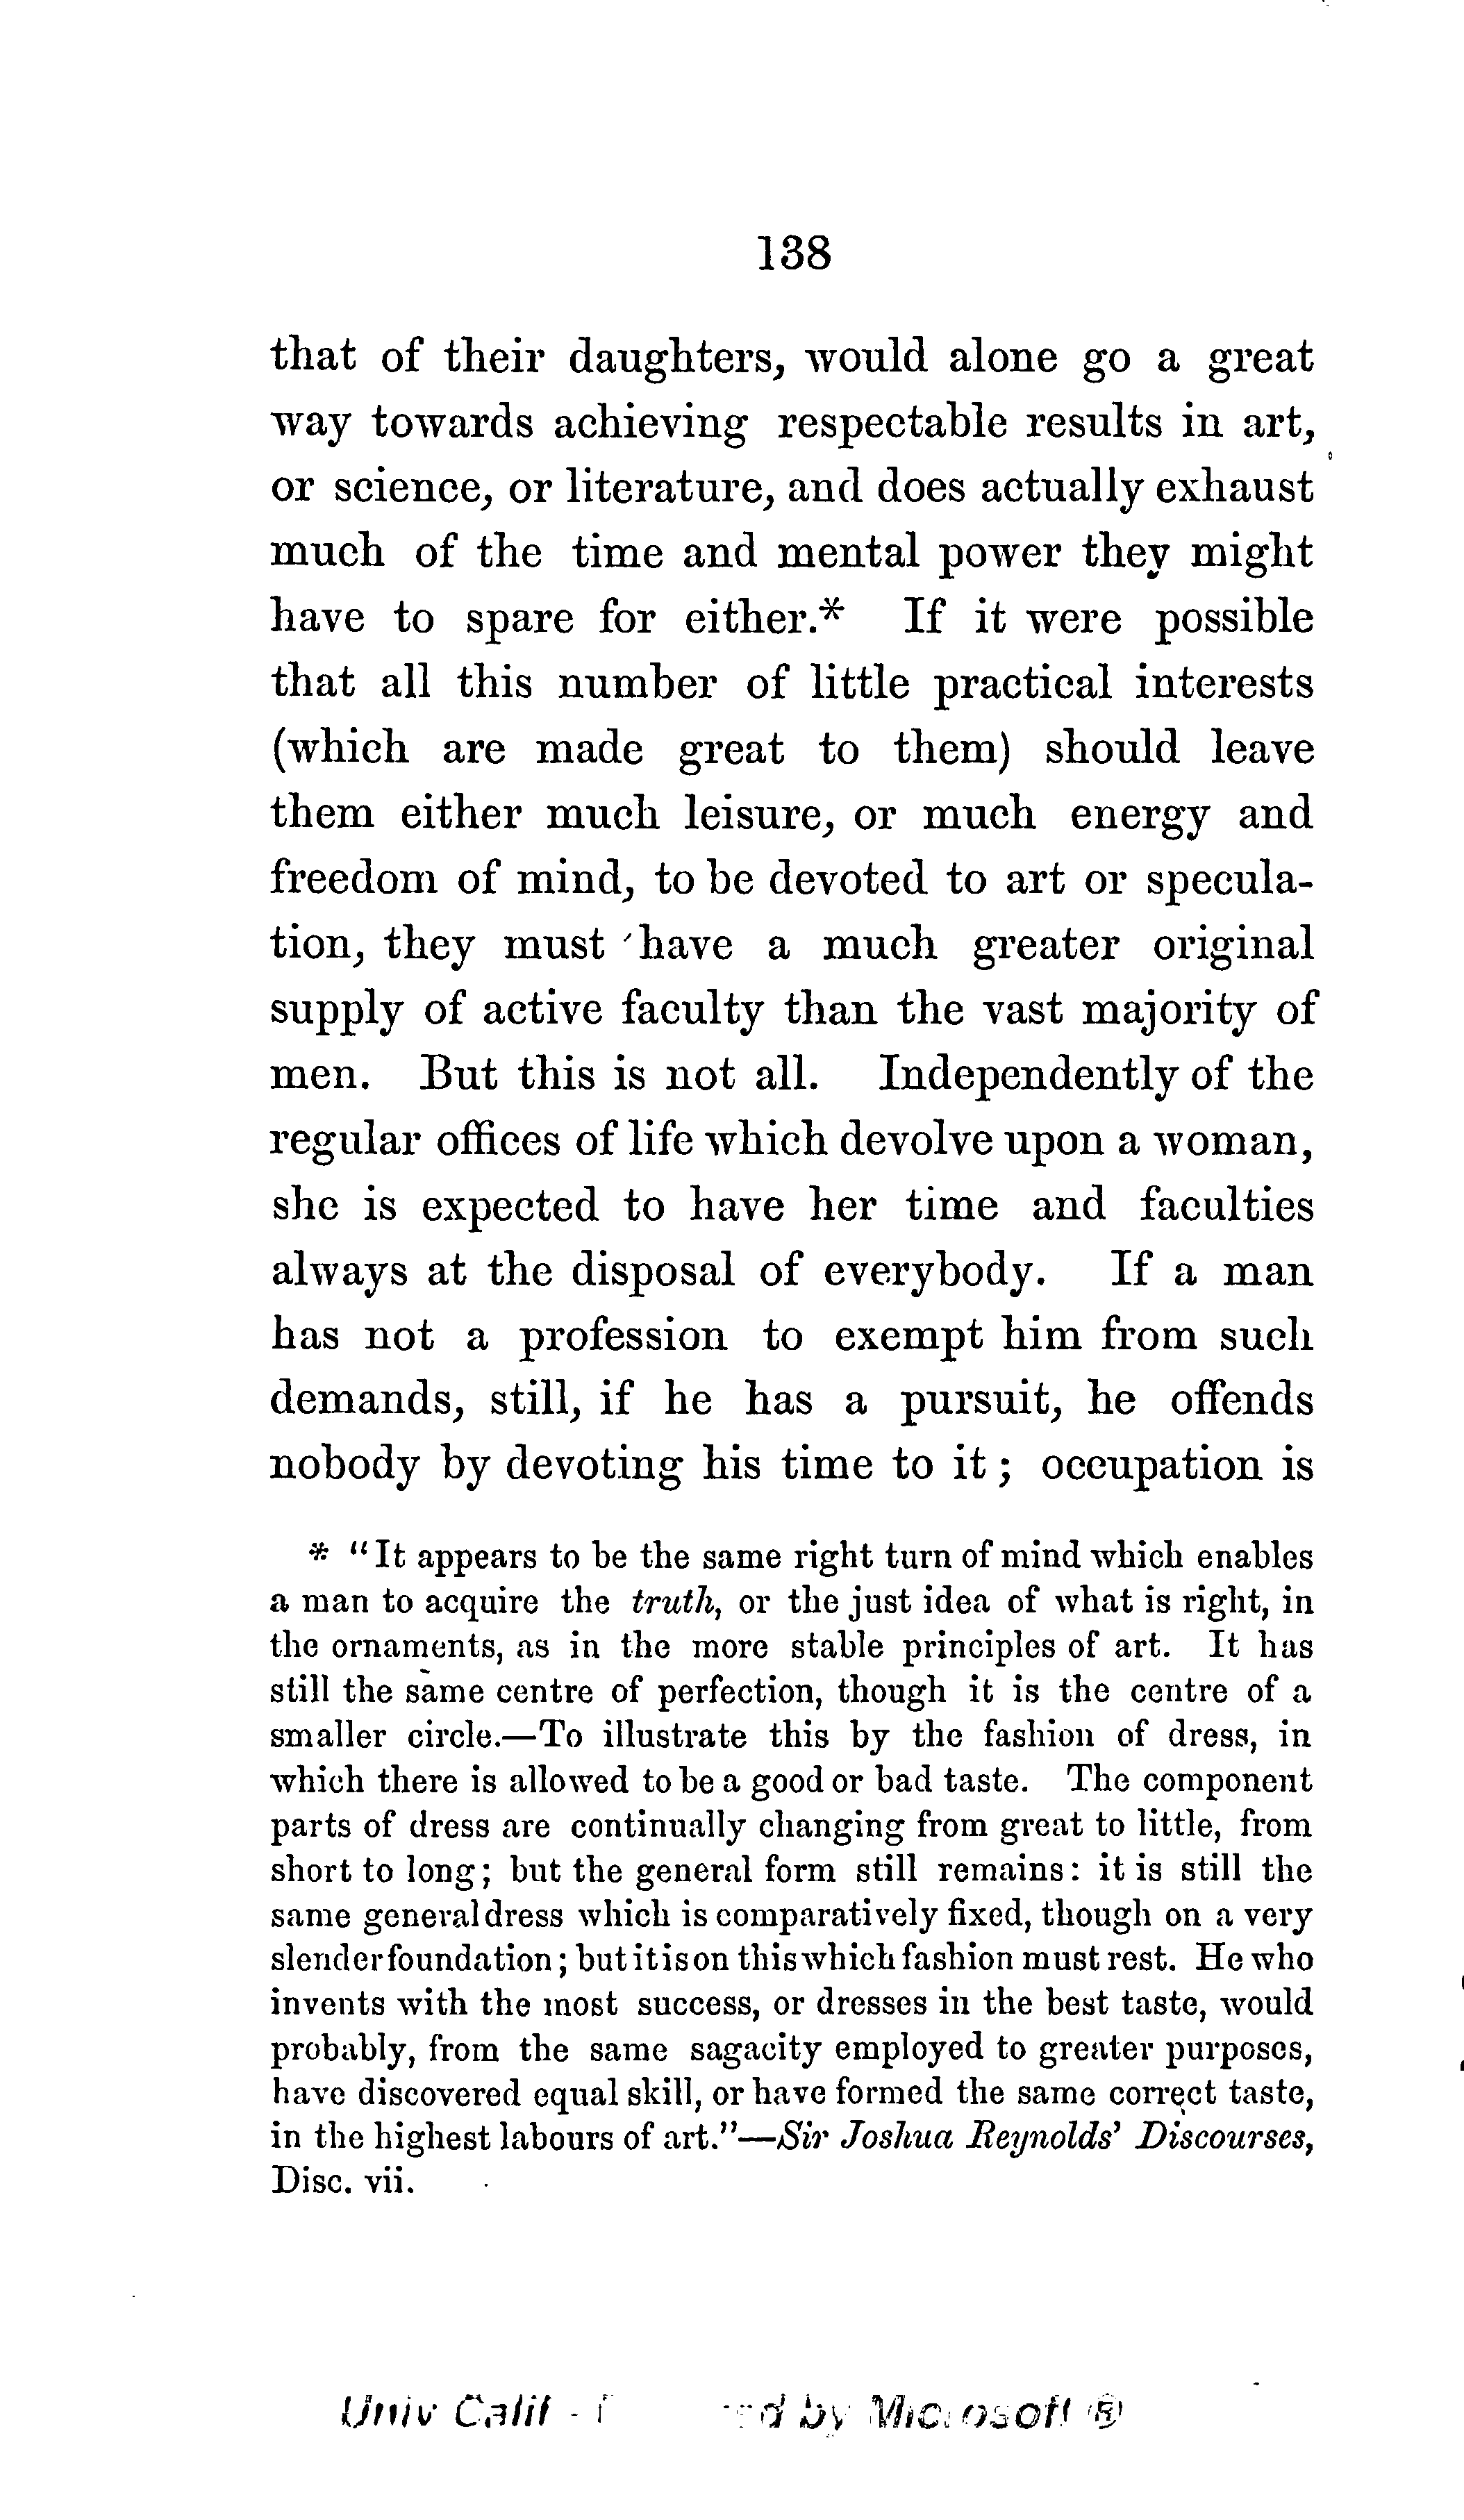 138
that of their daughters, would alone go a great
way towards achieving respectable results in art,
or science, or literature, and does actually exhaust
much of the time and mental power they might
have to spare for either.* If it were possible
that all this number of little practical interests
(which are made great to them) should leave
them either much leisure, or much energy and
freedom of mind, to be devoted to art or specula-
tion, they must have a much greater original
supply of active faculty than the vast majority of
men. But this is not all. Independently of the
regular offices of life which devolve upon a woman,
she is expected to have her time and faculties
always at the disposal of everybody. If a man
has not a profession to exempt him from such
demands, still, if he has a pursuit, he offends
nobody by devoting his time to it; occupation is
* "It appears to be the same right turn of mind which enables
a man to acquire the truth, or the just idea of what is right, in
the ornaments, as in the more stable principles of art. It has
still the same centre of perfection, though it is the centre of a
smaller circle.—To illustrate this by the fashion of dress, in
which there is allowed to be a good or bad taste. The component
parts of dress are continually changing from great to little, from
short to long; but the general form still remains: it is still the
same general dress which is comparatively fixed, though on a very
slender foundation; but it is on this which fashion must rest. He who
invents with the most success, or dresses in the best taste, would
probably, from the same sagacity employed to greater purposes,
have discovered equal skill, or have formed the same correct taste,
in the highest labours of art."—Sir Joshua Reynolds' Discourses,
Disc. vii.
Univ Calif - by Microsoft ®